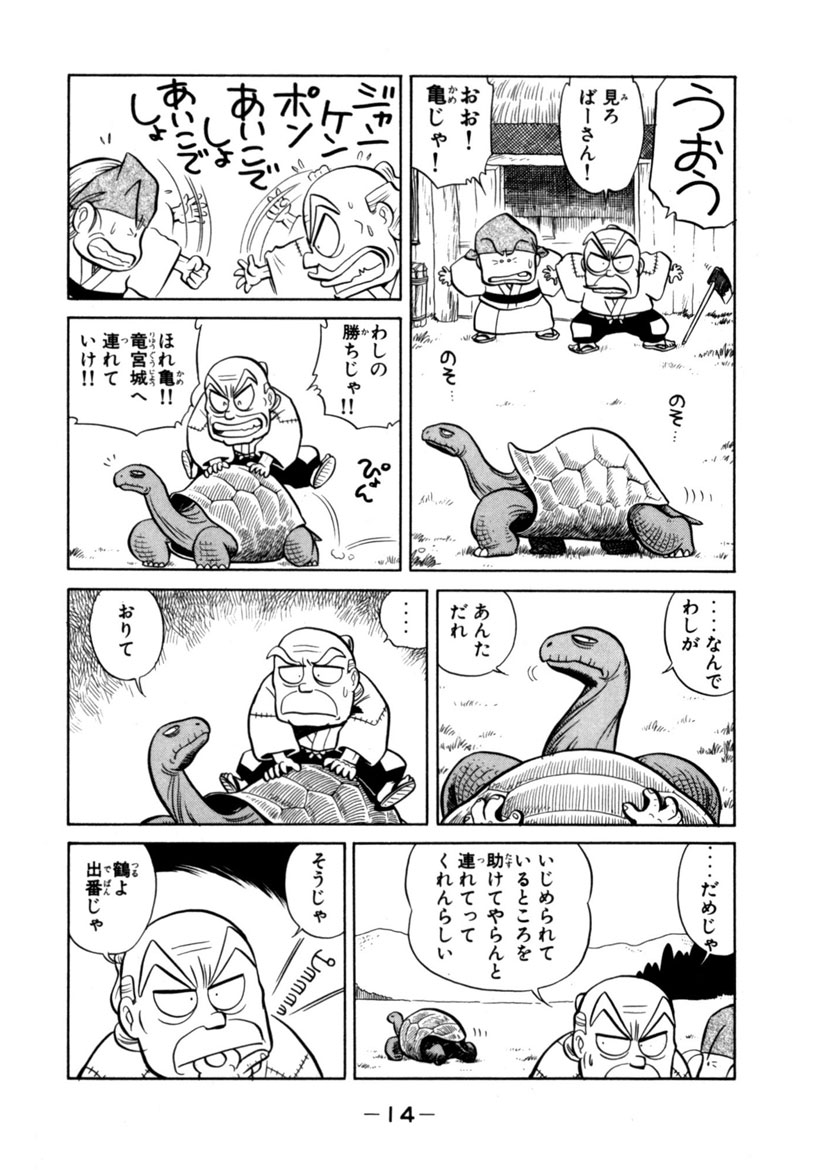 うおう
見ろ
ばーさん！
おお！
亀じゃ！
のそ…
のそ…
ジャン
ケン
ポン
あいこで
しょ
あいこで
しょ
わしの
勝ちじゃ！！
ほれ亀！！
竜宮城へ
連れて
いけ！！
ぴょん
‥‥なんで
わしが
あんた
だれ
‥‥
おりて
‥‥だめじゃ
いじめられて
いるところを
助けてやらんと
連れてって
くれんらしい
そうじゃ
鶴よ
出番じゃ
－14－